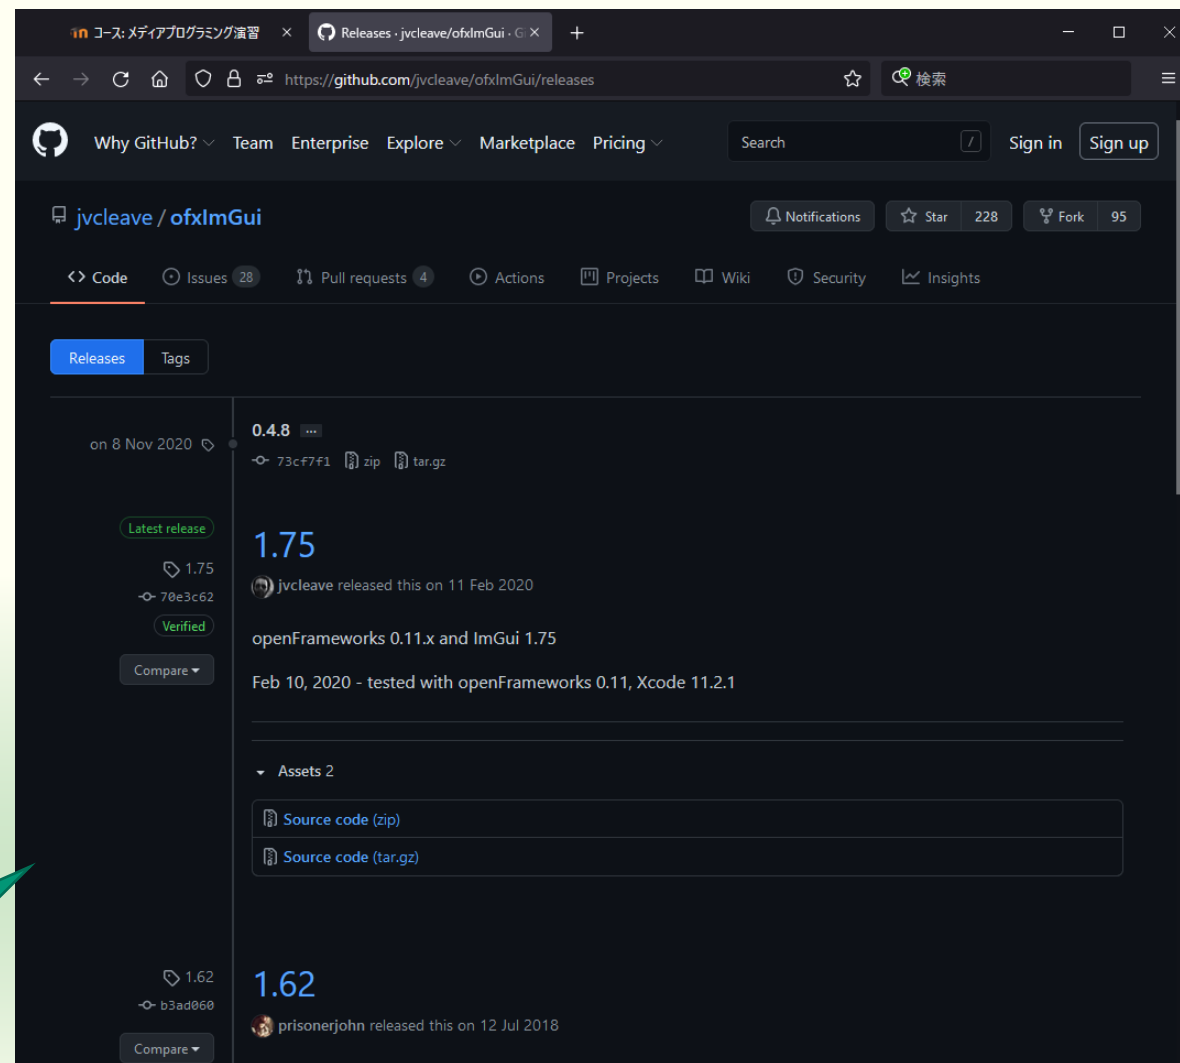 コース: メディアプログラミング演習
Releases · jvcleave/ofxImGui · G
https://github.com/jvcleave/ofxImGui/releases
検索
Why GitHub? Team Enterprise Explore Marketplace Pricing Search / Sign in Sign up
jvcleave / ofxImGui Notifications Star 228 Fork 95
<> Code Issues 28 Pull requests 4 Actions Projects Wiki Security Insights
Releases Tags
on 8 Nov 2020
0.4.8 ...
73cf7f1 zip tar.gz
Latest release
1.75
70e3c62
Verified
Compare
1.75
jvcleave released this on 11 Feb 2020
openFrameworks 0.11.x and ImGui 1.75
Feb 10, 2020 - tested with openFrameworks 0.11, Xcode 11.2.1
Assets 2
Source code (zip)
Source code (tar.gz)
1.62
b3ad060
Compare
1.62
prisonerjohn released this on 12 Jul 2018